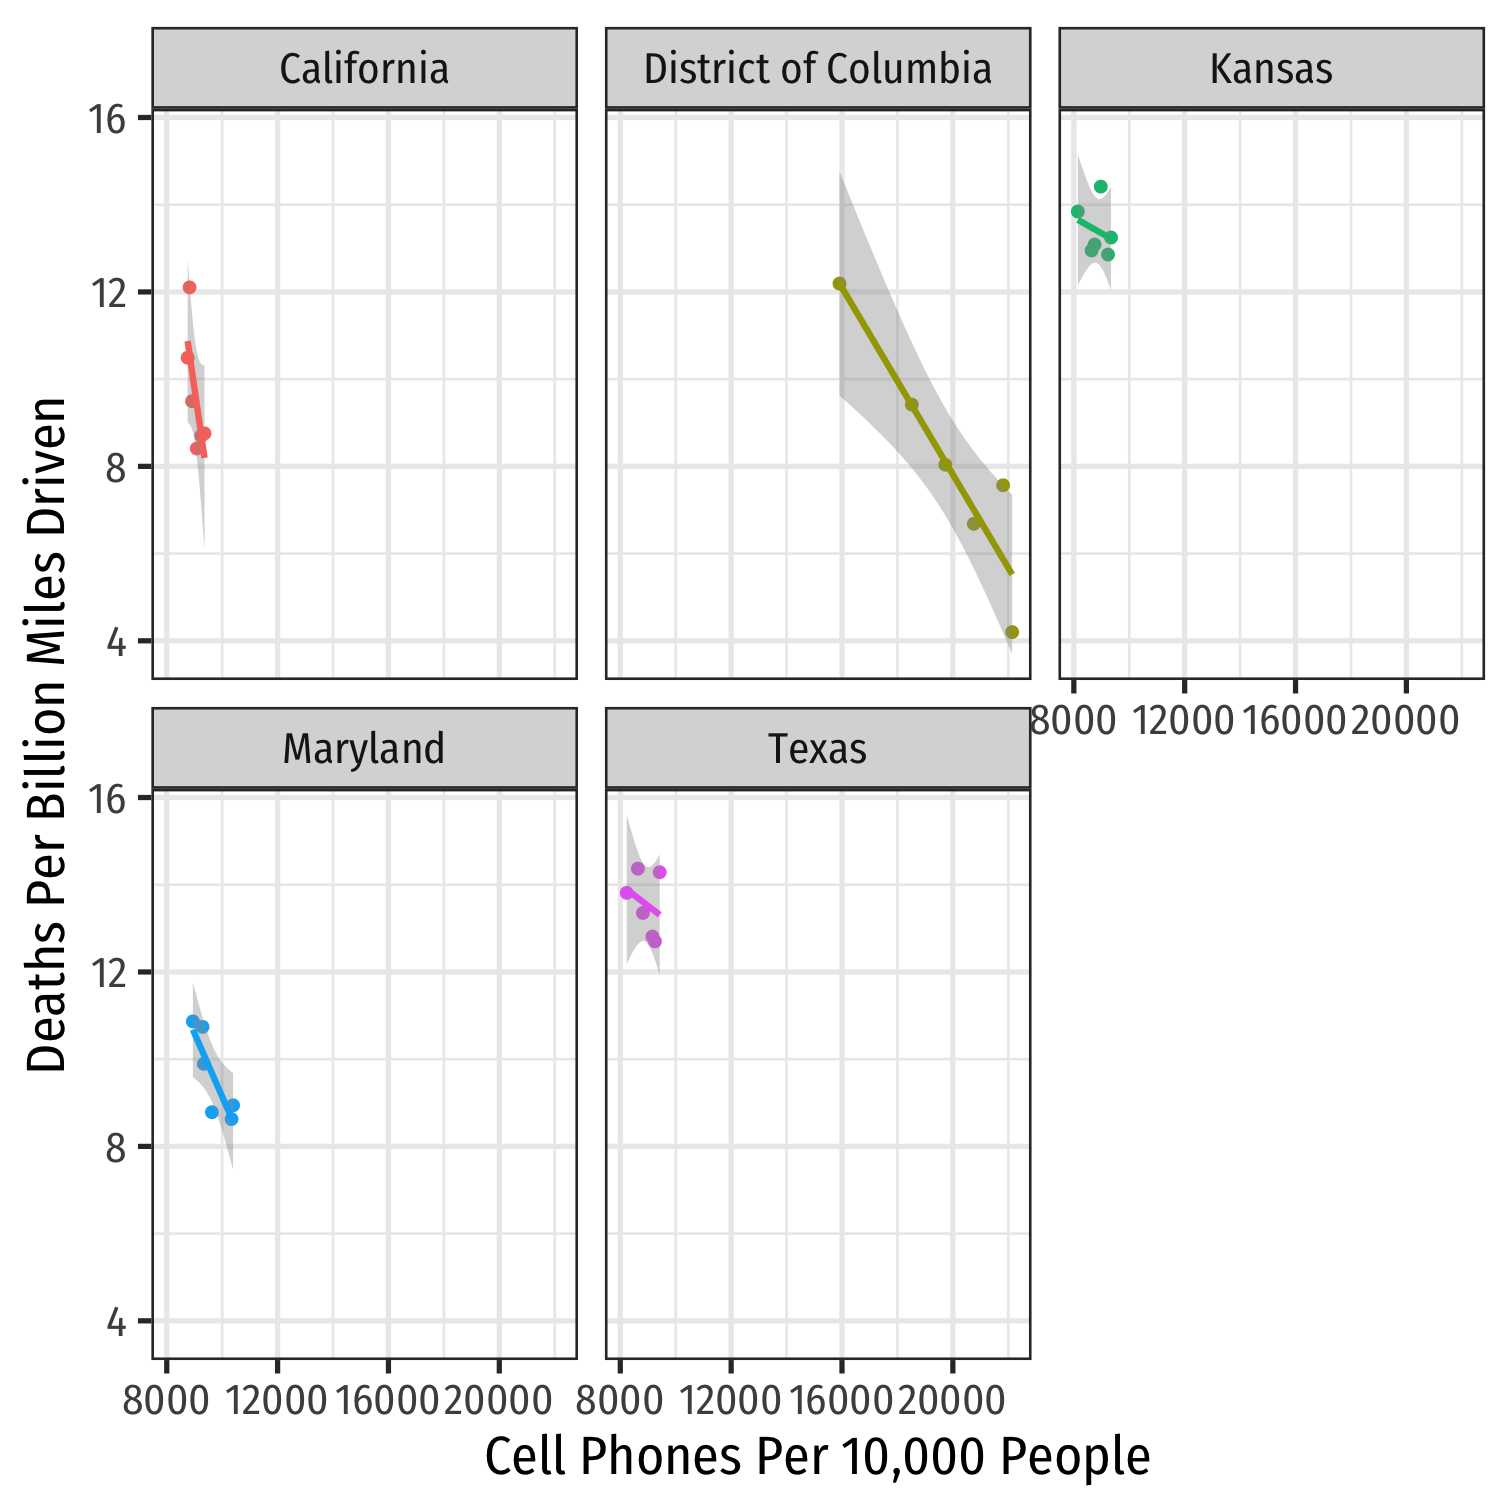 California
District of Columbia
Kansas
16
12
8
4
8000 12000 16000 20000
Maryland
Texas
16
12
8
4
8000 12000 16000 20000
8000 12000 16000 20000
Deaths Per Billion Miles Driven
Cell Phones Per 10,000 People